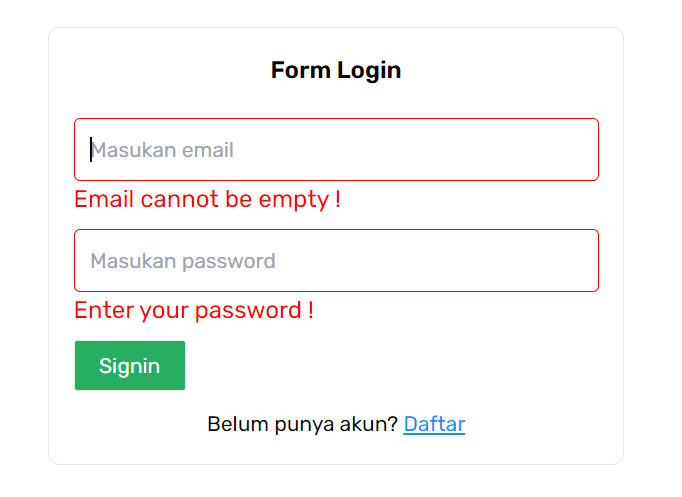 Form Login
Masukan email
Email cannot be empty !
Masukan password
Enter your password !
Signin
Belum punya akun? Daftar